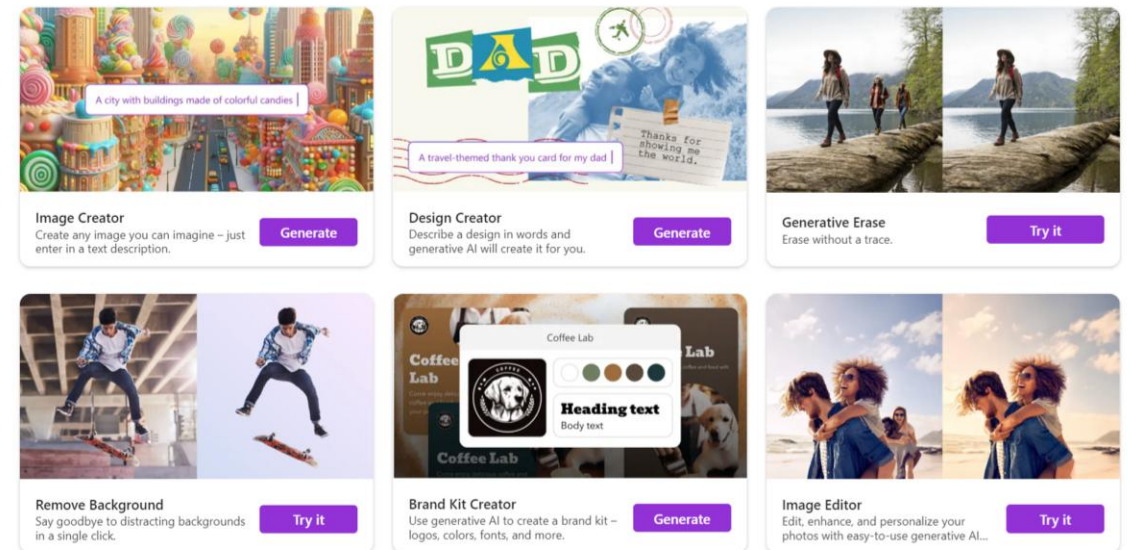 A city with buildings made of colorful candies
Image Creator
Create any image you can imagine – just
enter in a text description.
Generate
DAD
Thanks for
showing me
the world.
A travel-themed thank you card for my dad
Design Creator
Describe a design in words and
generative AI will create it for you.
Generate
Generative Erase
Erase without a trace.
Try it
Remove Background
Say goodbye to distracting backgrounds
in a single click.
Try it
Coffee
Lab
Coffee Lab
Lab
Coffee Lab
COFFEE
Heading text
Body text
Brand Kit Creator
Use generative AI to create a brand kit –
logos, colors, fonts, and more.
Generate
Image Editor
Edit, enhance, and personalize your
photos with easy-to-use generative AI...
Try it